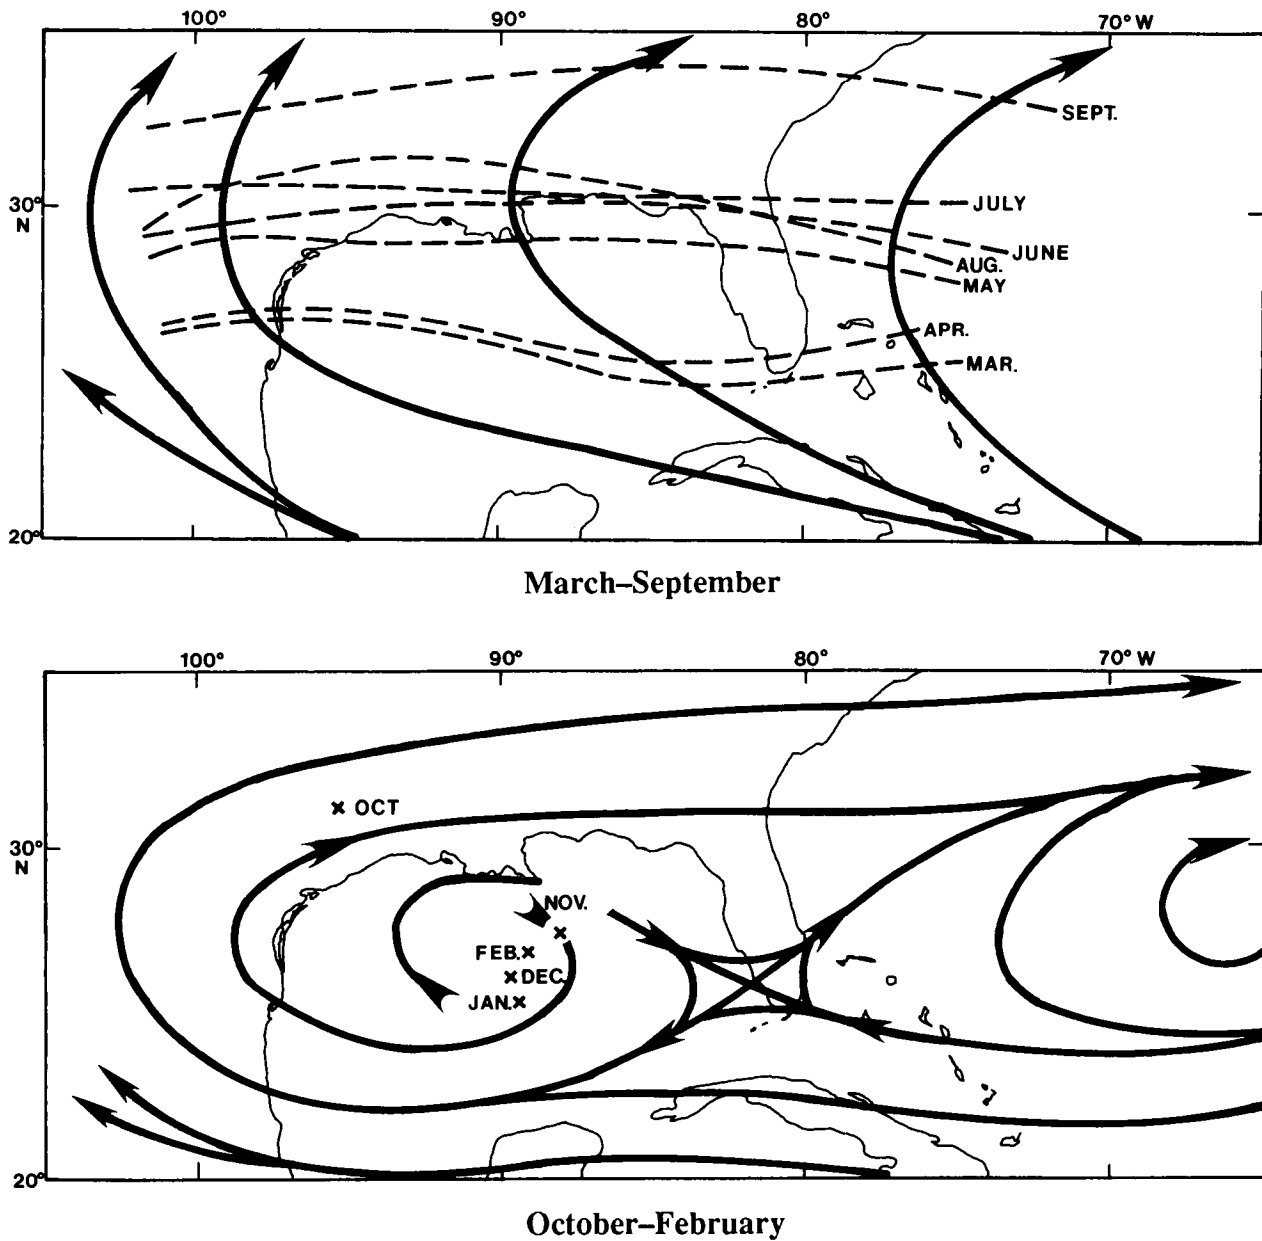 100° 90° 80° 70° W
SEPT.
30°
N
JULY
JUNE
AUG.
MAY
APR.
MAR.
20°
March–September
100° 90° 80° 70° W
OCT
30°
N
NOV.
FEB.
DEC.
JAN.
20°
October–February